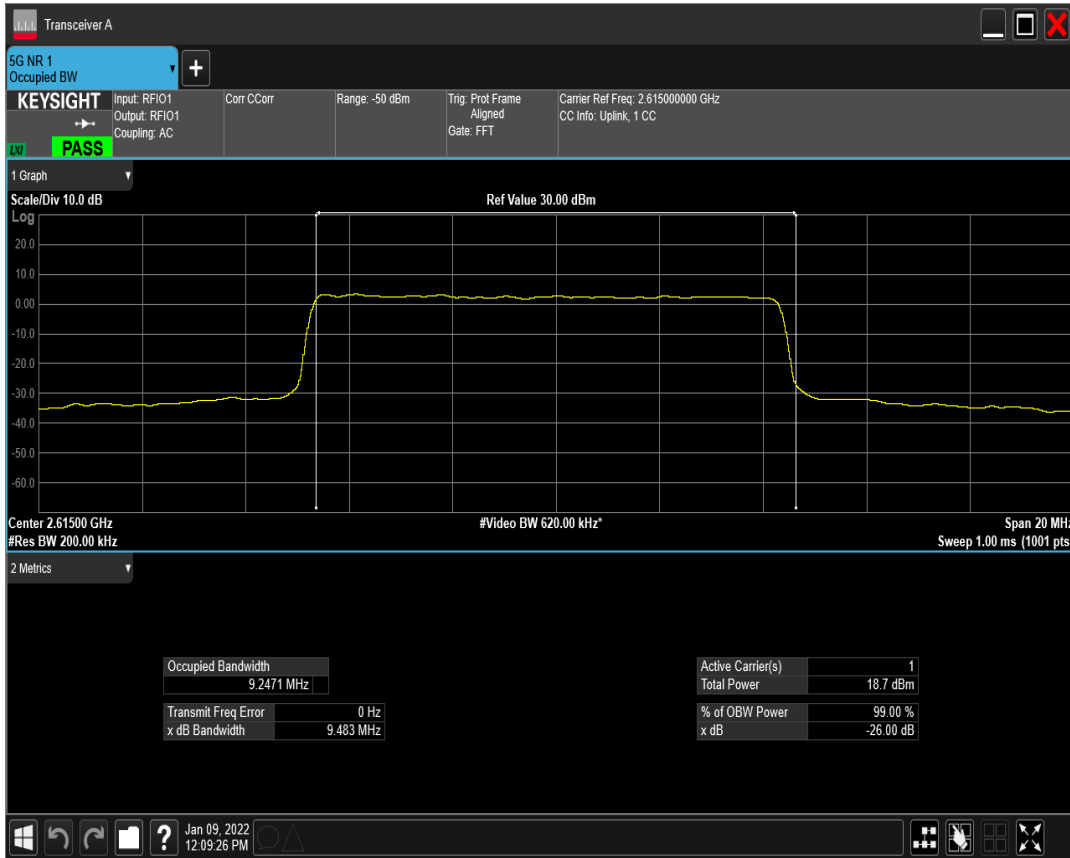 Transceiver A
5G NR 1
Occupied BW
KEYSIGHT
Input: RFIO1
Output: RFIO1
Coupling: AC
Corr CCorr
Range: -50 dBm
Trig: Prot Frame
Aligned
Gate: FFT
Carrier Ref Freq: 2.615000000 GHz
CC Info: Uplink, 1 CC
LXI
PASS
1 Graph
Scale/Div 10.0 dB
Ref Value 30.00 dBm
Log
20.0
10.0
0.00
-10.0
-20.0
-30.0
-40.0
-50.0
-60.0
Center 2.61500 GHz
#Video BW 620.00 kHz*
Span 20 MHz
#Res BW 200.00 kHz
Sweep 1.00 ms (1001 pts
2 Metrics
Occupied Bandwidth
9.2471 MHz
Transmit Freq Error 0 Hz
x dB Bandwidth 9.483 MHz
Active Carrier(s) 1
Total Power 18.7 dBm
% of OBW Power 99.00 %
x dB -26.00 dB
?
Jan 09, 2022
12:09:26 PM